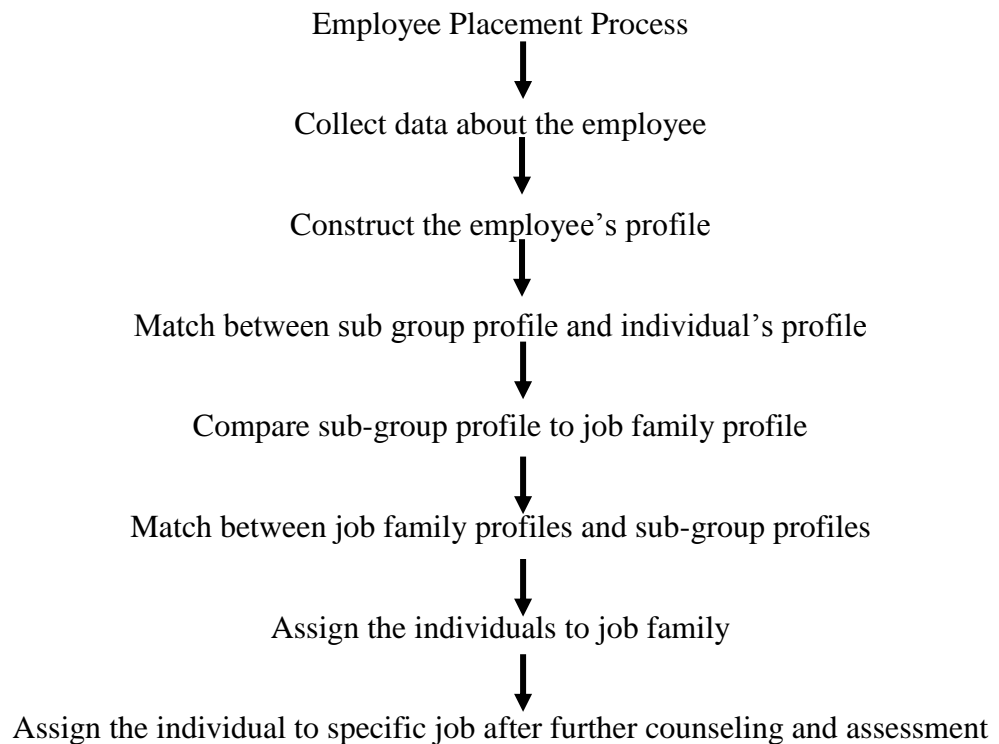 Employee Placement Process
Collect data about the employee
Construct the employee’s profile
Match between sub group profile and individual’s profile
Compare sub-group profile to job family profile
Match between job family profiles and sub-group profiles
Assign the individuals to job family
Assign the individual to specific job after further counseling and assessment